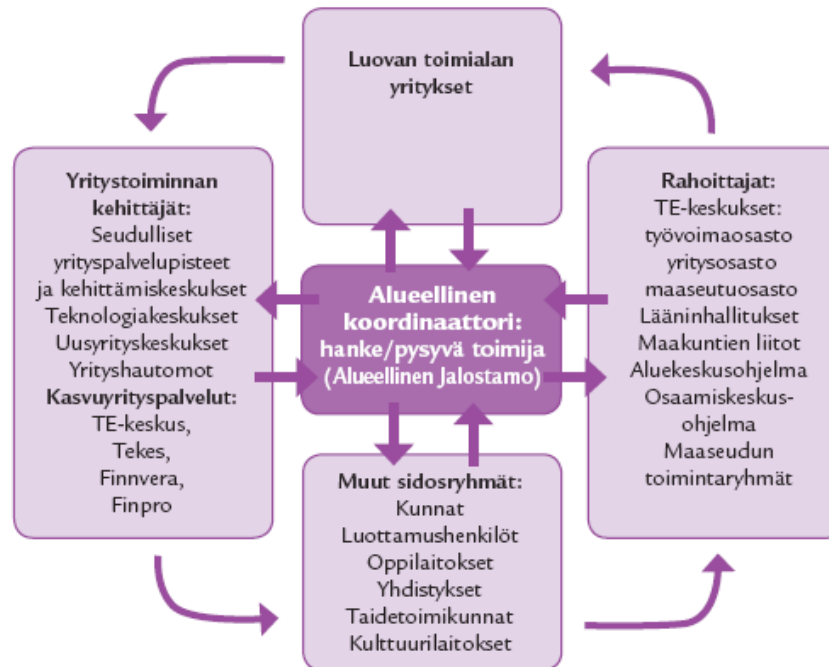 Luovan toimialan
yritykset
Yritystoiminnan
kehittäjät:
Seudulliset
yrityspalvelupisteet
ja kehittämiskeskukset
Teknologiakeskukset
Uusyrityskeskukset
Yrityshautomot
Kasvuyrityspalvelut:
TE-keskus,
Tekes,
Finnvera,
Finpro
Alueellinen
koordinaattori:
hanke/pysyvä toimija
(Alueellinen Jalostamo)
Rahoittajat:
TE-keskukset:
työvoimaosasto
yritysosasto
maaseutuosasto
Lääninhallitukset
Maakuntien liitot
Aluekeskusohjelma
Osaamiskeskus-
ohjelma
Maaseudun
toimintaryhmät
Muut sidosryhmät:
Kunnat
Luottamushenkilöt
Oppilaitokset
Yhdistykset
Taidetoimikunnat
Kulttuurilaitokset